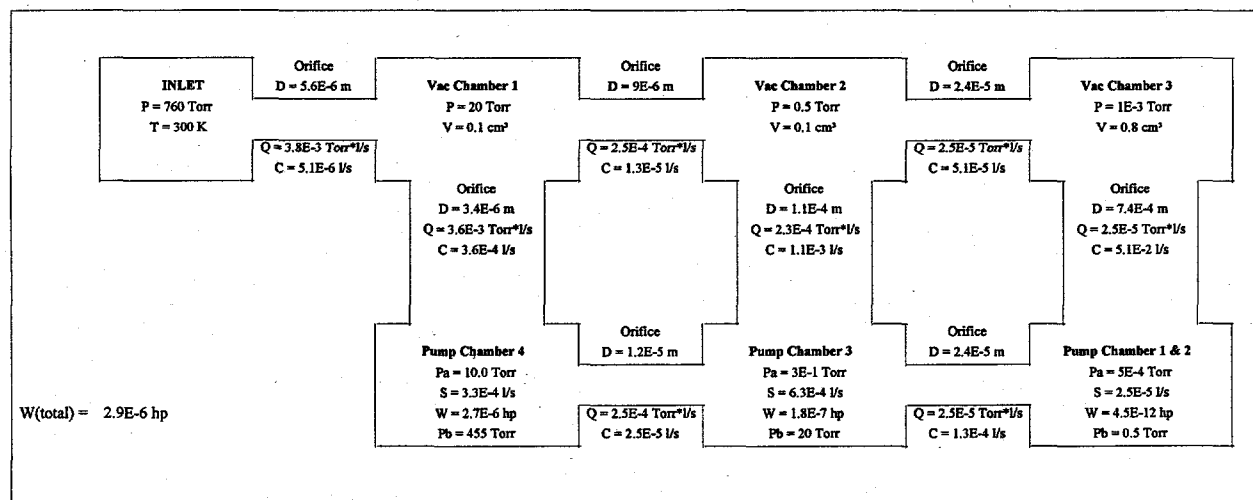 INLET
P = 760 Torr
T = 300 K
Orifice
D = 5.6E-6 m
Q = 3.8E-3 Torr*l/s
C = 5.1E-6 l/s
Vac Chamber 1
P = 20 Torr
V = 0.1 cm³
Orifice
D = 9E-6 m
Q = 2.5E-4 Torr*l/s
C = 1.3E-5 l/s
Vac Chamber 2
P = 0.5 Torr
V = 0.1 cm³
Orifice
D = 2.4E-5 m
Q = 2.5E-5 Torr*l/s
C = 5.1E-5 l/s
Vac Chamber 3
P = 1E-3 Torr
V = 0.8 cm³
Orifice
D = 3.4E-6 m
Q = 3.6E-3 Torr*l/s
C = 3.6E-4 l/s
Orifice
D = 1.1E-4 m
Q = 2.3E-4 Torr*l/s
C = 1.1E-3 l/s
Orifice
D = 7.4E-4 m
Q = 2.5E-5 Torr*l/s
C = 5.1E-2 l/s
Pump Chamber 4
Pa = 10.0 Torr
S = 3.3E-4 l/s
W = 2.7E-6 hp
Pb = 455 Torr
Orifice
D = 1.2E-5 m
Q = 2.5E-4 Torr*l/s
C = 2.5E-5 l/s
Pump Chamber 3
Pa = 3E-1 Torr
S = 6.3E-4 l/s
W = 1.8E-7 hp
Pb = 20 Torr
Orifice
D = 2.4E-5 m
Q = 2.5E-5 Torr*l/s
C = 1.3E-4 l/s
Pump Chamber 1 & 2
Pa = 5E-4 Torr
S = 2.5E-5 l/s
W = 4.5E-12 hp
Pb = 0.5 Torr
W(total) = 2.9E-6 hp